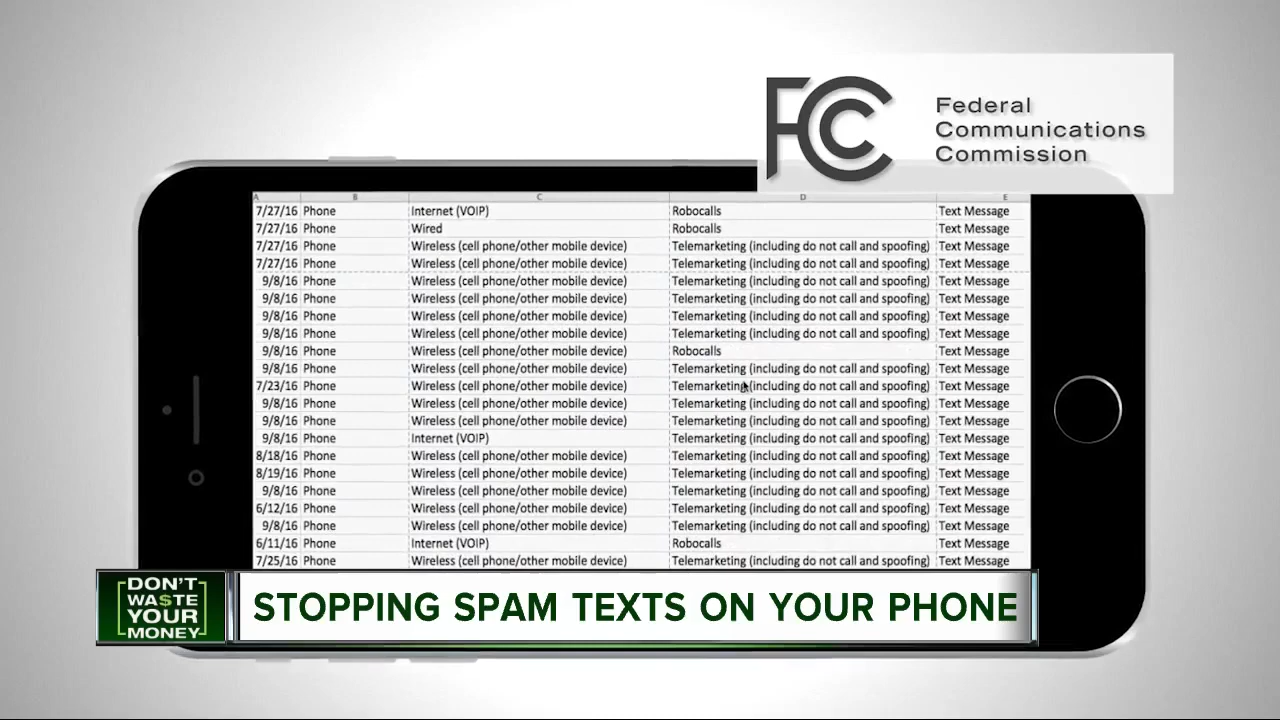 FCC
Federal
Communications
Commission
A B C D E
7/27/16 Phone Internet (VOIP) Robocalls Text Message
7/27/16 Phone Wired Robocalls Text Message
7/27/16 Phone Wireless (cell phone/other mobile device) Telemarketing (including do not call and spoofing) Text Message
7/27/16 Phone Wireless (cell phone/other mobile device) Telemarketing (including do not call and spoofing) Text Message
9/8/16 Phone Wireless (cell phone/other mobile device) Telemarketing (including do not call and spoofing) Text Message
9/8/16 Phone Wireless (cell phone/other mobile device) Telemarketing (including do not call and spoofing) Text Message
9/8/16 Phone Wireless (cell phone/other mobile device) Telemarketing (including do not call and spoofing) Text Message
9/8/16 Phone Wireless (cell phone/other mobile device) Telemarketing (including do not call and spoofing) Text Message
9/8/16 Phone Wireless (cell phone/other mobile device) Robocalls Text Message
9/8/16 Phone Wireless (cell phone/other mobile device) Telemarketing (including do not call and spoofing) Text Message
7/23/16 Phone Wireless (cell phone/other mobile device) Telemarketing (including do not call and spoofing) Text Message
9/8/16 Phone Wireless (cell phone/other mobile device) Telemarketing (including do not call and spoofing) Text Message
9/8/16 Phone Wireless (cell phone/other mobile device) Telemarketing (including do not call and spoofing) Text Message
9/8/16 Phone Internet (VOIP) Telemarketing (including do not call and spoofing) Text Message
8/18/16 Phone Wireless (cell phone/other mobile device) Telemarketing (including do not call and spoofing) Text Message
8/19/16 Phone Wireless (cell phone/other mobile device) Telemarketing (including do not call and spoofing) Text Message
9/8/16 Phone Wireless (cell phone/other mobile device) Telemarketing (including do not call and spoofing) Text Message
6/12/16 Phone Wireless (cell phone/other mobile device) Telemarketing (including do not call and spoofing) Text Message
9/8/16 Phone Wireless (cell phone/other mobile device) Telemarketing (including do not call and spoofing) Text Message
6/11/16 Phone Internet (VOIP) Robocalls Text Message
7/25/16 Phone Wireless (cell phone/other mobile device) Telemarketing (including do not call and spoofing) Text Message
DON'T
WA$TE
YOUR
MONEY
STOPPING SPAM TEXTS ON YOUR PHONE